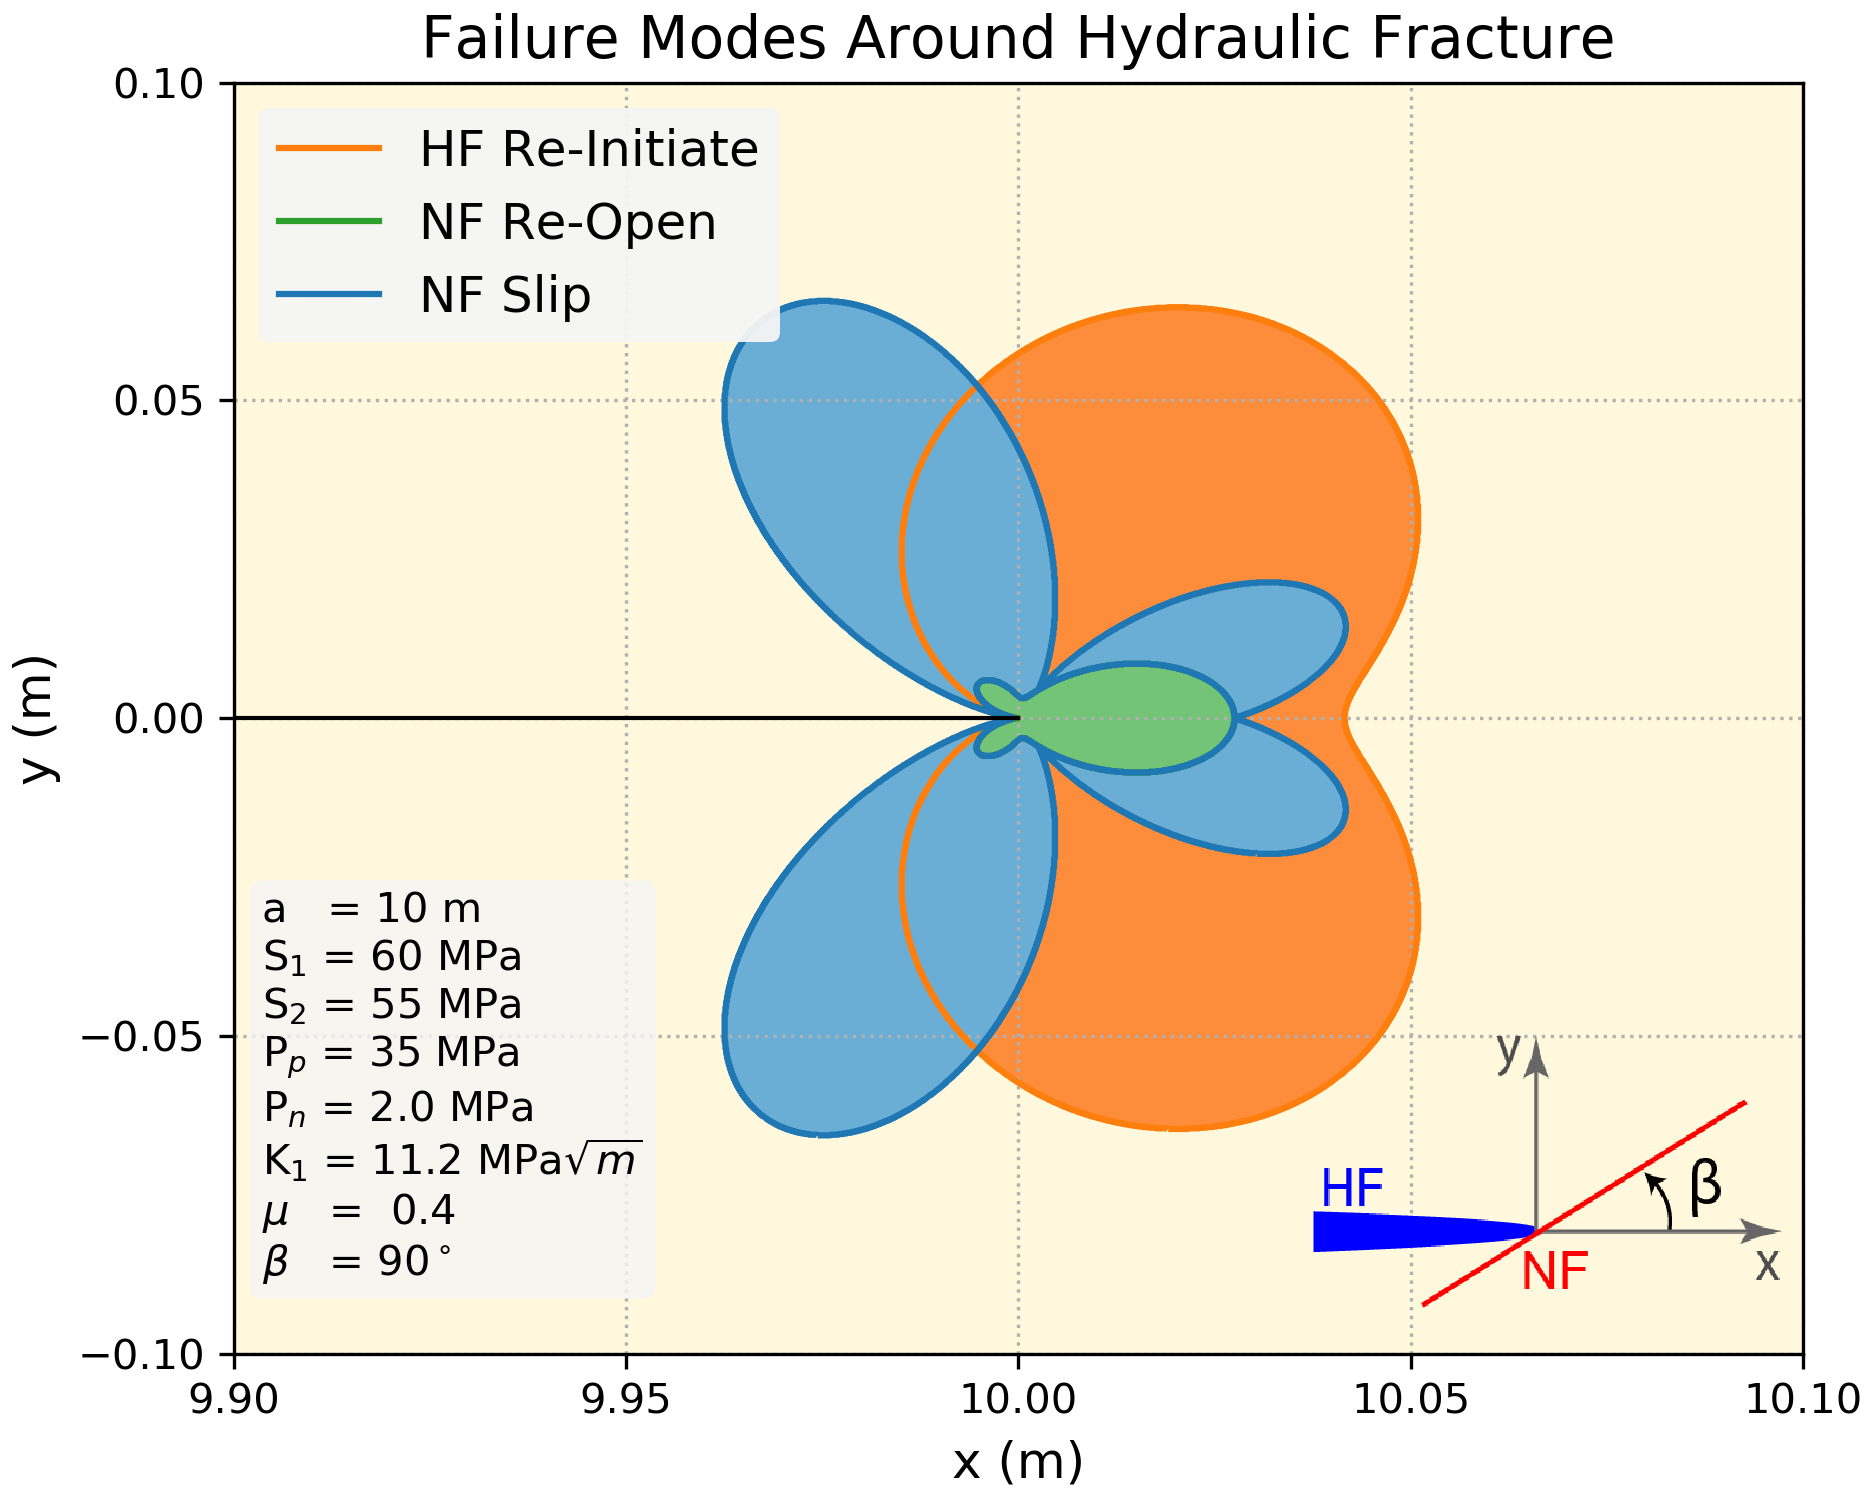 Failure Modes Around Hydraulic Fracture
0.10
0.05
0.00
−0.05
−0.10
y (m)
HF Re-Initiate
NF Re-Open
NF Slip
a = 10 m
S₁ = 60 MPa
S₂ = 55 MPa
Pₚ = 35 MPa
Pₙ = 2.0 MPa
K₁ = 11.2 MPa√m
μ = 0.4
β = 90°
y
HF
β
NF
x
9.90 9.95 10.00 10.05 10.10
x (m)